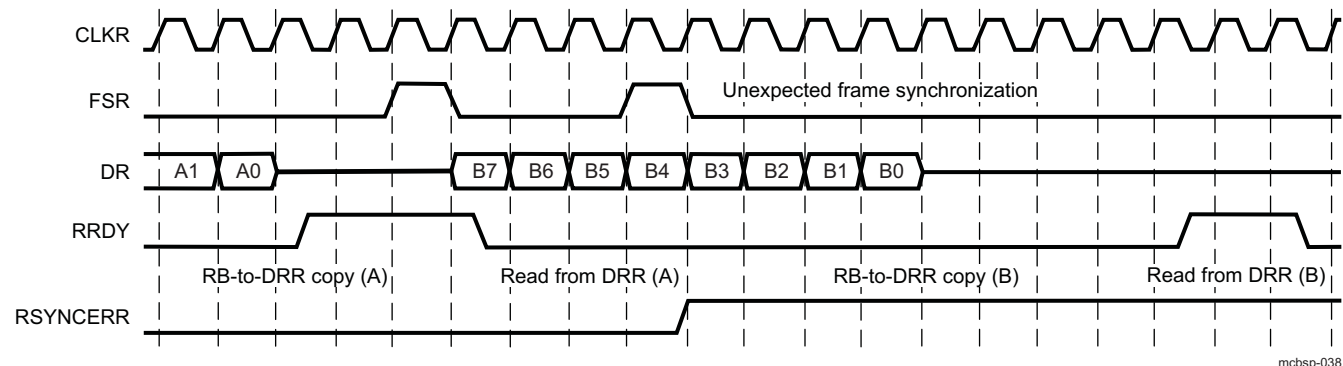 CLKR
FSR
Unexpected frame synchronization
DR
A1 A0 B7 B6 B5 B4 B3 B2 B1 B0
RRDY
RB-to-DRR copy (A) Read from DRR (A) RB-to-DRR copy (B) Read from DRR (B)
RSYNCERR
mcbsp-038